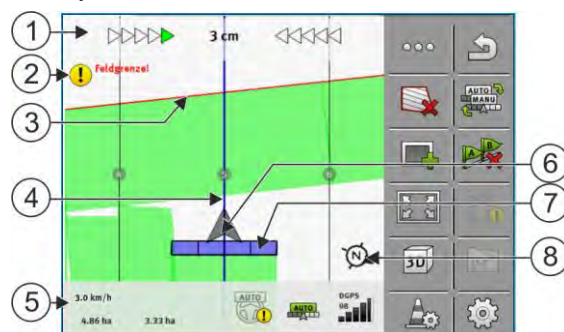 1
3 cm
2
Feldgrenze!
3
AUTO
MANU
A B
4
6
7
8
N
3D
5
3.0 km/h
4.86 ha 3.33 ha
AUTO
AUTO
DGPS
08